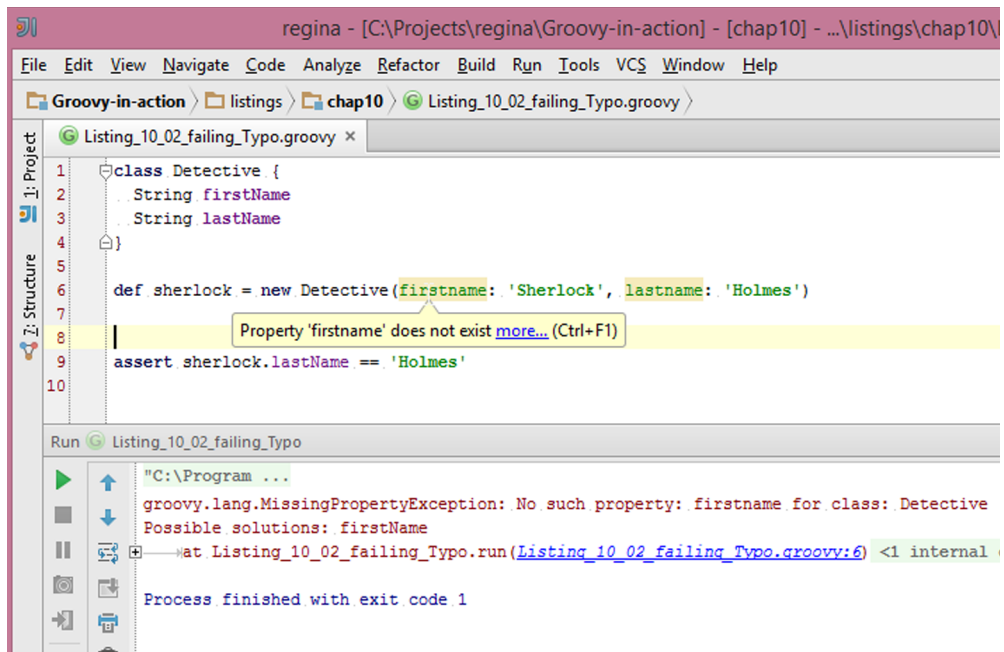 regina - [C:\Projects\regina\Groovy-in-action] - [chap10] - ...\listings\chap10\
File Edit View Navigate Code Analyze Refactor Build Run Tools VCS Window Help
Groovy-in-action listings chap10 Listing_10_02_failing_Typo.groovy
Listing_10_02_failing_Typo.groovy
1: Project
7: Structure
1 class Detective {
2 String firstName
3 String lastName
4 }
5
6 def sherlock = new Detective(firstname: 'Sherlock', lastname: 'Holmes')
7
Property 'firstname' does not exist more... (Ctrl+F1)
8
9 assert sherlock.lastName == 'Holmes'
10
Run Listing_10_02_failing_Typo
"C:\Program ...
groovy.lang.MissingPropertyException: No such property: firstname for class: Detective
Possible solutions: firstName
at Listing_10_02_failing_Typo.run(Listing_10_02_failing_Typo.groovy:6) <1 internal
Process finished with exit code 1